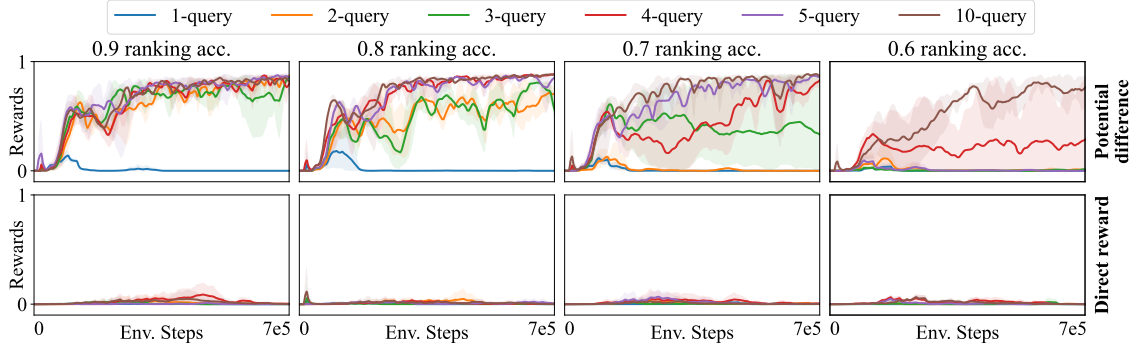 1-query 2-query 3-query 4-query 5-query 10-query
0.9 ranking acc. 0.8 ranking acc. 0.7 ranking acc. 0.6 ranking acc.
1
Rewards
0
Potential
difference
1
Rewards
0
Direct reward
0 Env. Steps 7e5 0 Env. Steps 7e5 0 Env. Steps 7e5 0 Env. Steps 7e5